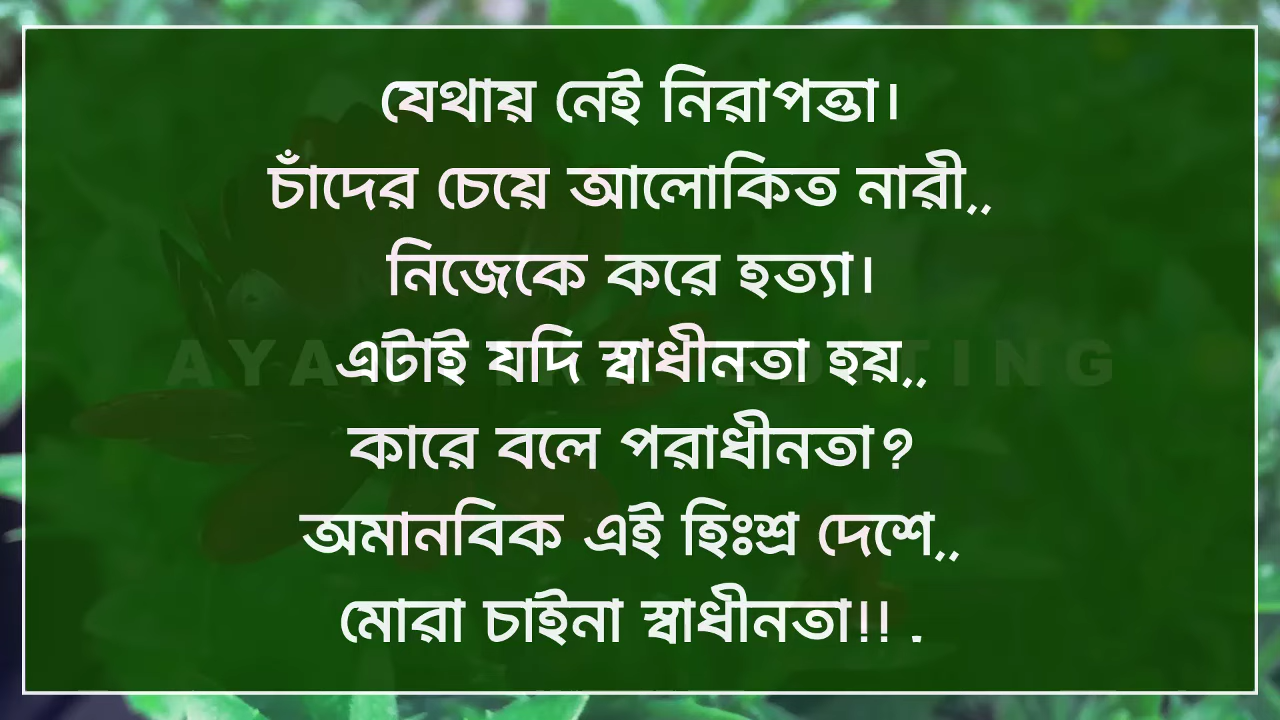 যেথায় নেই নিরাপত্তা।
চাঁদের চেয়ে আলোকিত নারী,,
নিজেকে করে হত্যা।
এটাই যদি স্বাধীনতা হয়,,
কারে বলে পরাধীনতা?
অমানবিক এই হিঃশ্র দেশে,,
মোরা চাইনা স্বাধীনতা!! .